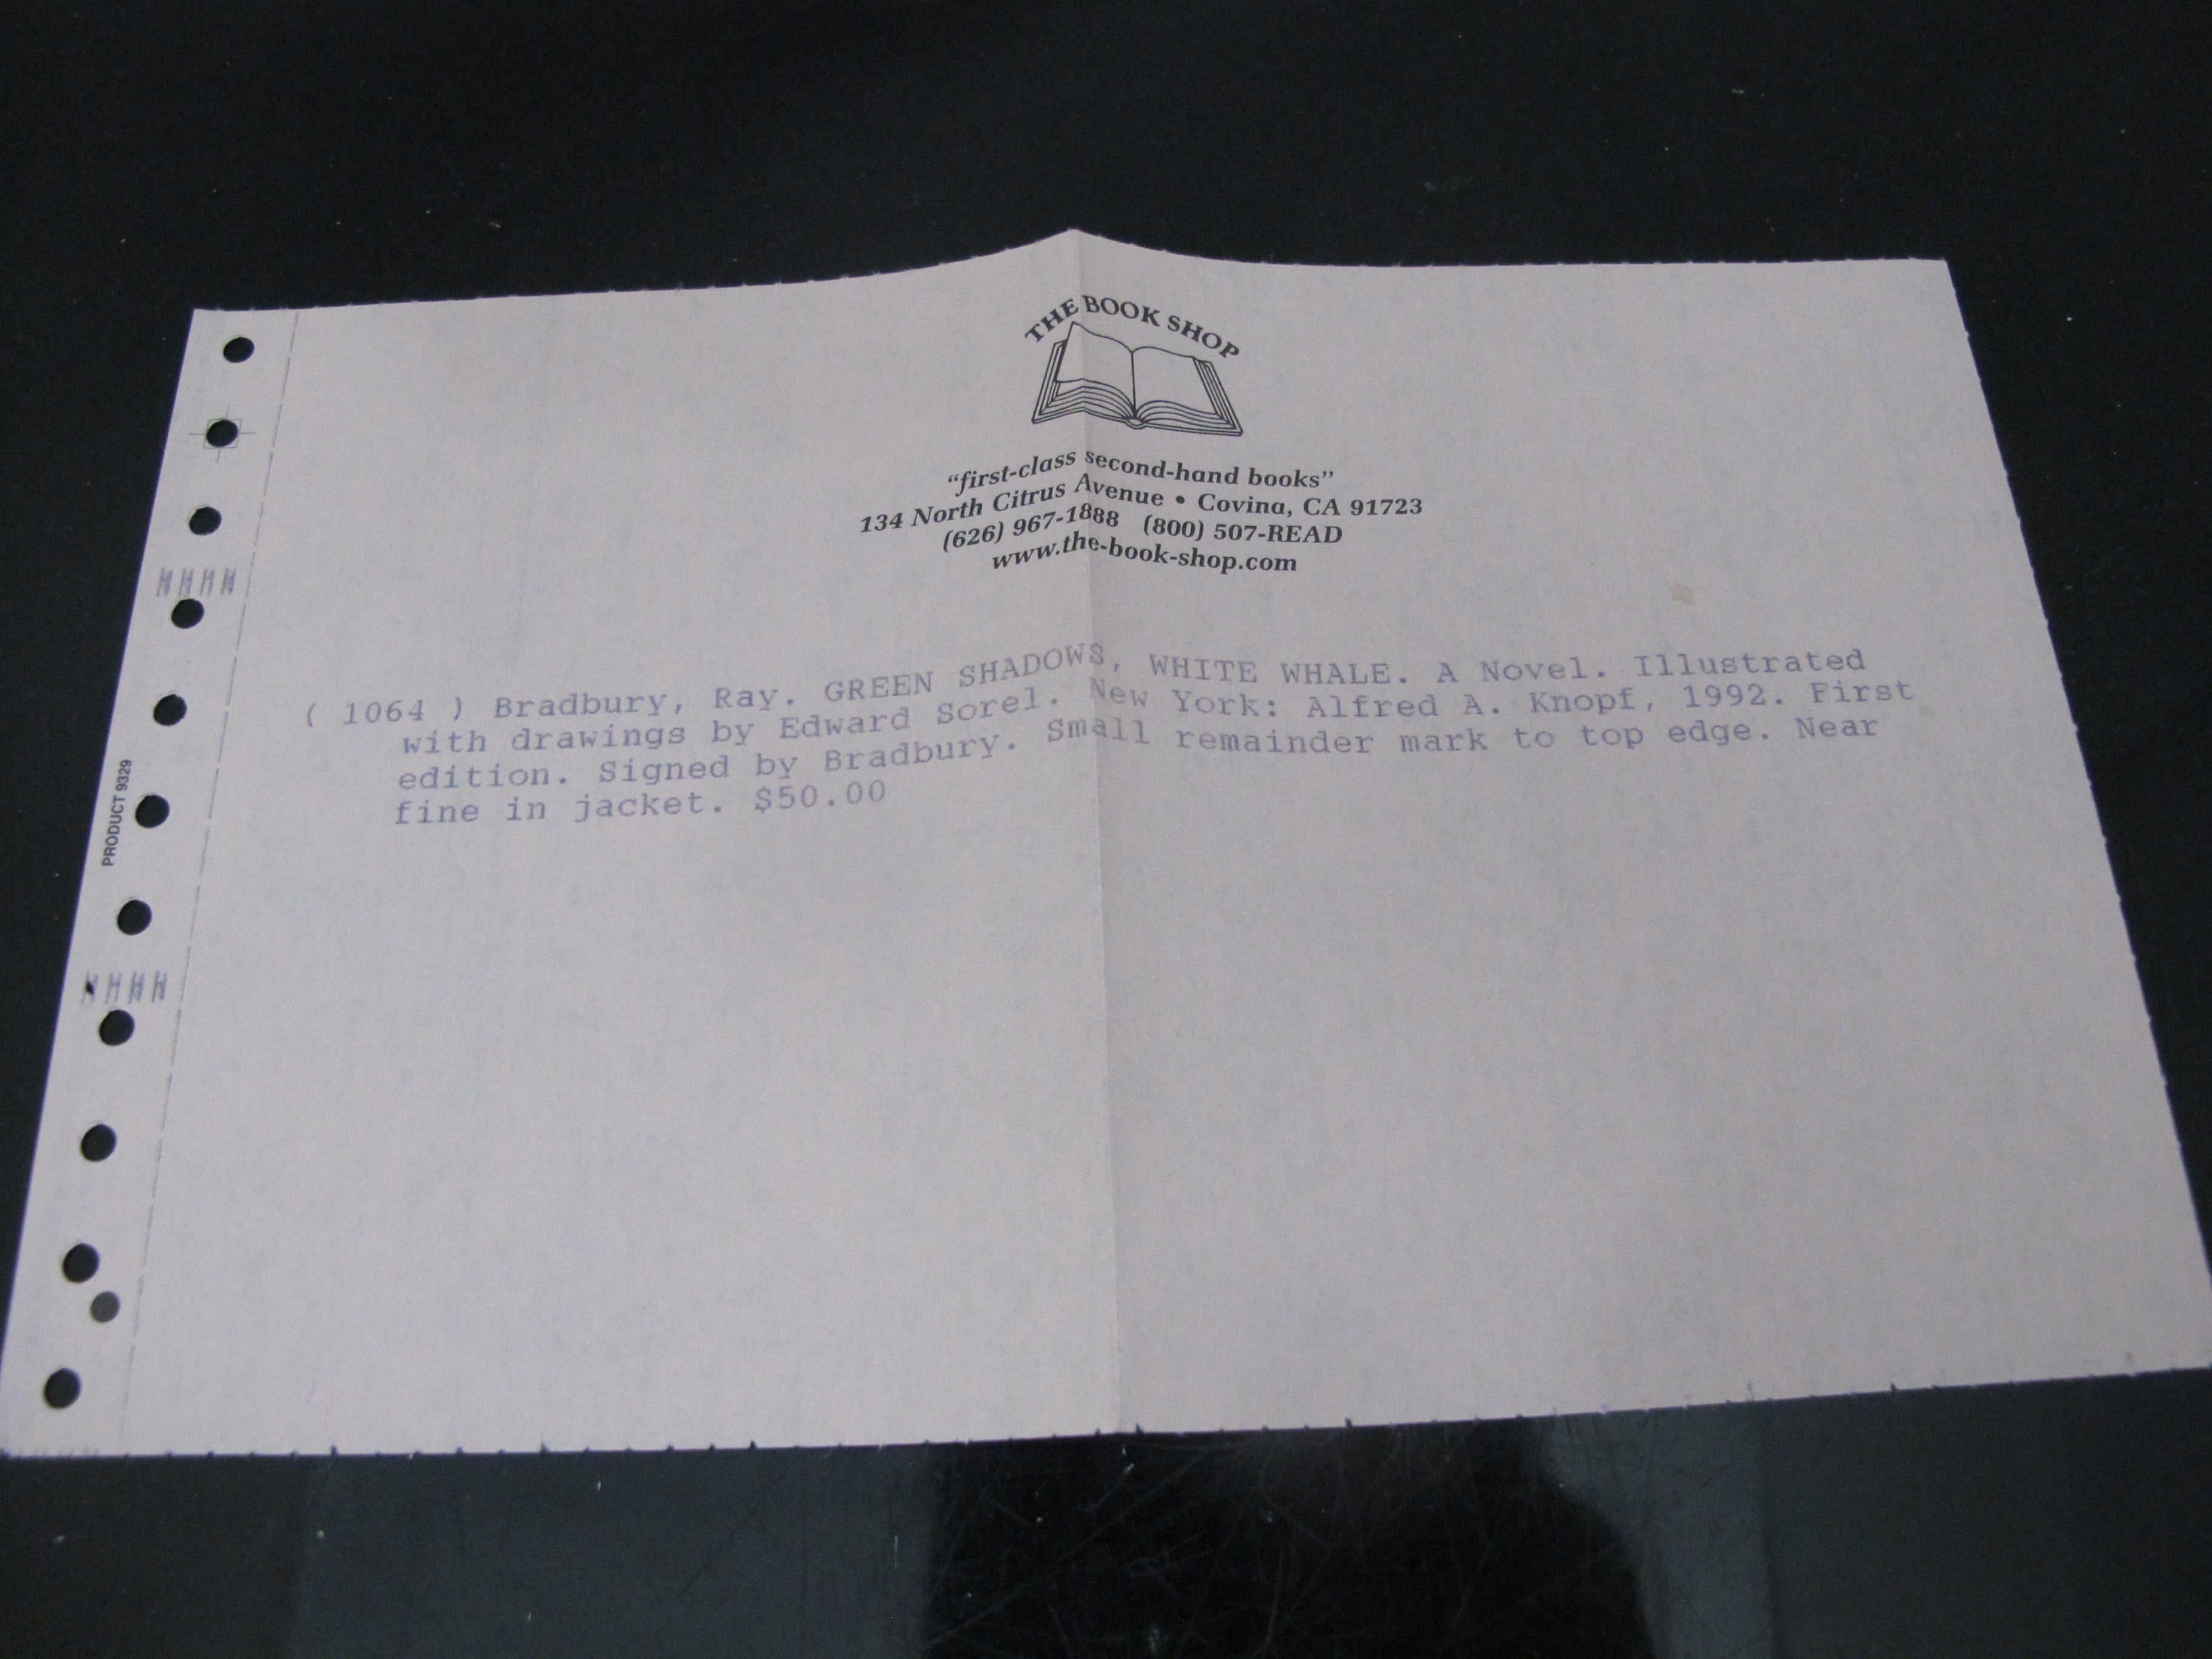 THE BOOK SHOP
“first-class second-hand books”
134 North Citrus Avenue • Covina, CA 91723
(626) 967-1888 (800) 507-READ
www.the-book-shop.com
( 1064 ) Bradbury, Ray. GREEN SHADOWS, WHITE WHALE. A Novel. Illustrated
with drawings by Edward Sorel. New York: Alfred A. Knopf, 1992. First
edition. Signed by Bradbury. Small remainder mark to top edge. Near
fine in jacket. $50.00
PRODUCT 9329